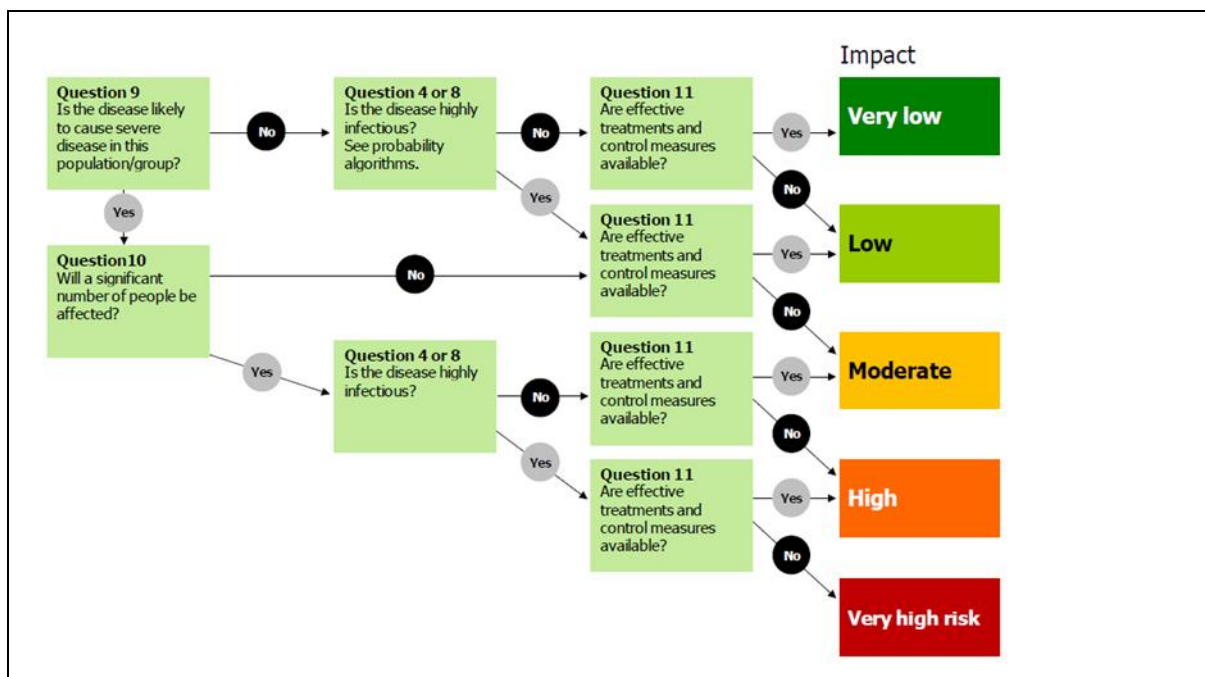 Impact
Question 9
Is the disease likely
to cause severe
disease in this
population/group?
No
Question 4 or 8
Is the disease highly
infectious?
See probability
algorithms.
No
Question 11
Are effective
treatments and
control measures
available?
Yes
Very low
Yes
Yes
No
Question 11
Are effective
treatments and
control measures
available?
Yes
Low
Question10
Will a significant
number of people be
affected?
No
No
Yes
Question 4 or 8
Is the disease highly
infectious?
No
Question 11
Are effective
treatments and
control measures
available?
Yes
Moderate
No
Yes
Question 11
Are effective
treatments and
control measures
available?
Yes
High
No
Very high risk